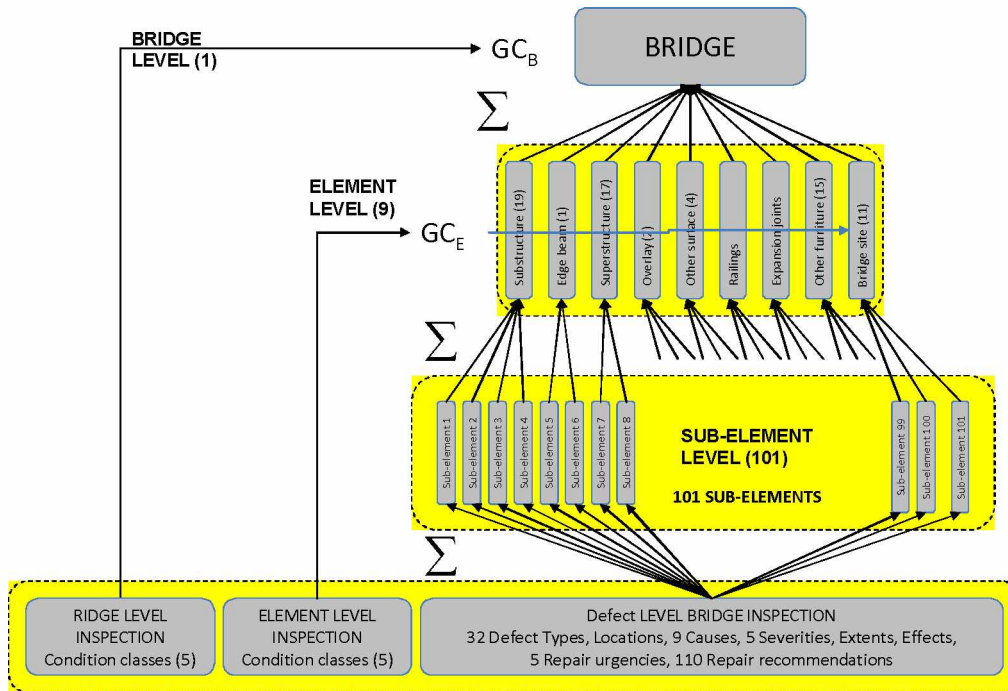 BRIDGE
LEVEL (1)
GCB
BRIDGE
∑
ELEMENT
LEVEL (9)
GCE
Substructure (19)
Edge beam (1)
Superstructure (17)
Overlay (2)
Other surface (4)
Railings
Expansion joints
Other furniture (15)
Bridge site (11)
∑
Sub-element 1
Sub-element 2
Sub-element 3
Sub-element 4
Sub-element 5
Sub-element 6
Sub-element 7
Sub-element 8
SUB-ELEMENT
LEVEL (101)
101 SUB-ELEMENTS
Sub-element 99
Sub-element 100
Sub-element 101
∑
RIDGE LEVEL
INSPECTION
Condition classes (5)
ELEMENT LEVEL
INSPECTION
Condition classes (5)
Defect LEVEL BRIDGE INSPECTION
32 Defect Types, Locations, 9 Causes, 5 Severities, Extents, Effects,
5 Repair urgencies, 110 Repair recommendations